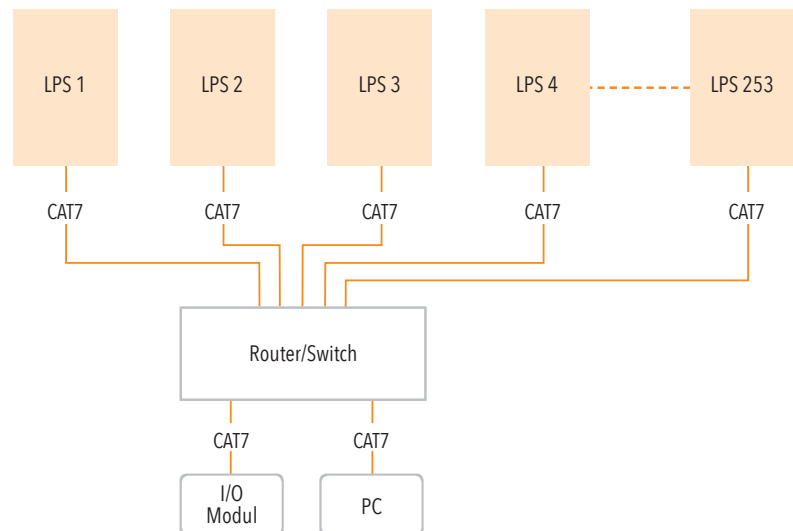 LPS 1
LPS 2
LPS 3
LPS 4
LPS 253
CAT7
CAT7
CAT7
CAT7
CAT7
Router/Switch
CAT7
CAT7
I/O
Modul
PC